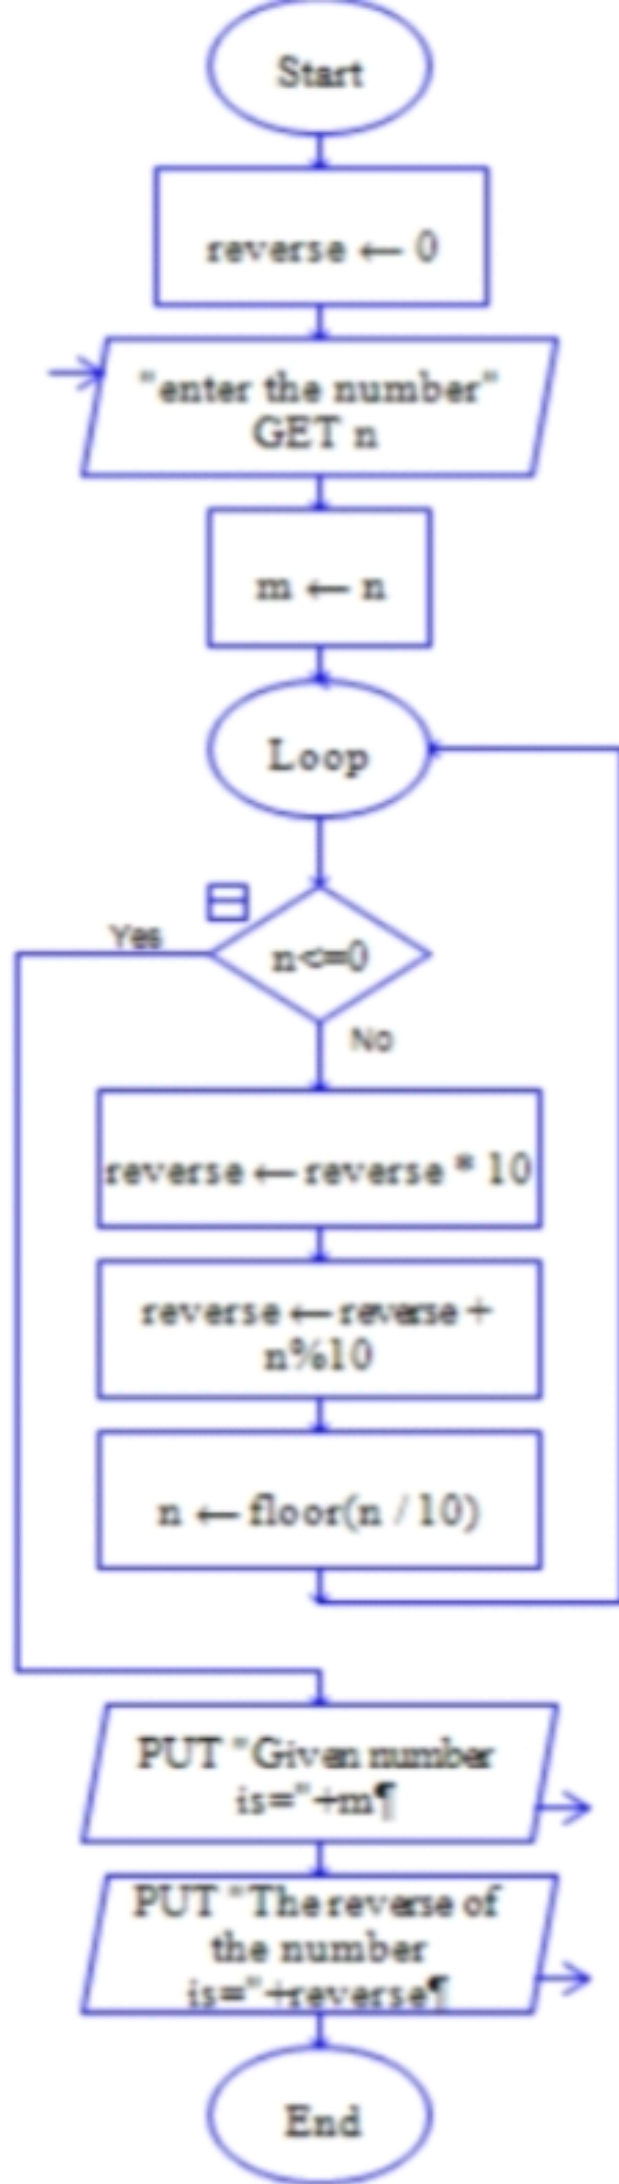 Start
reverse ← 0
"enter the number"
GET n
m ← n
Loop
Yes
n<=0
No
reverse ← reverse * 10
reverse ← reverse +
n%10
n ← floor(n / 10)
PUT "Given number
is="+m¶
PUT "The reverse of
the number
is="+reverse¶
End